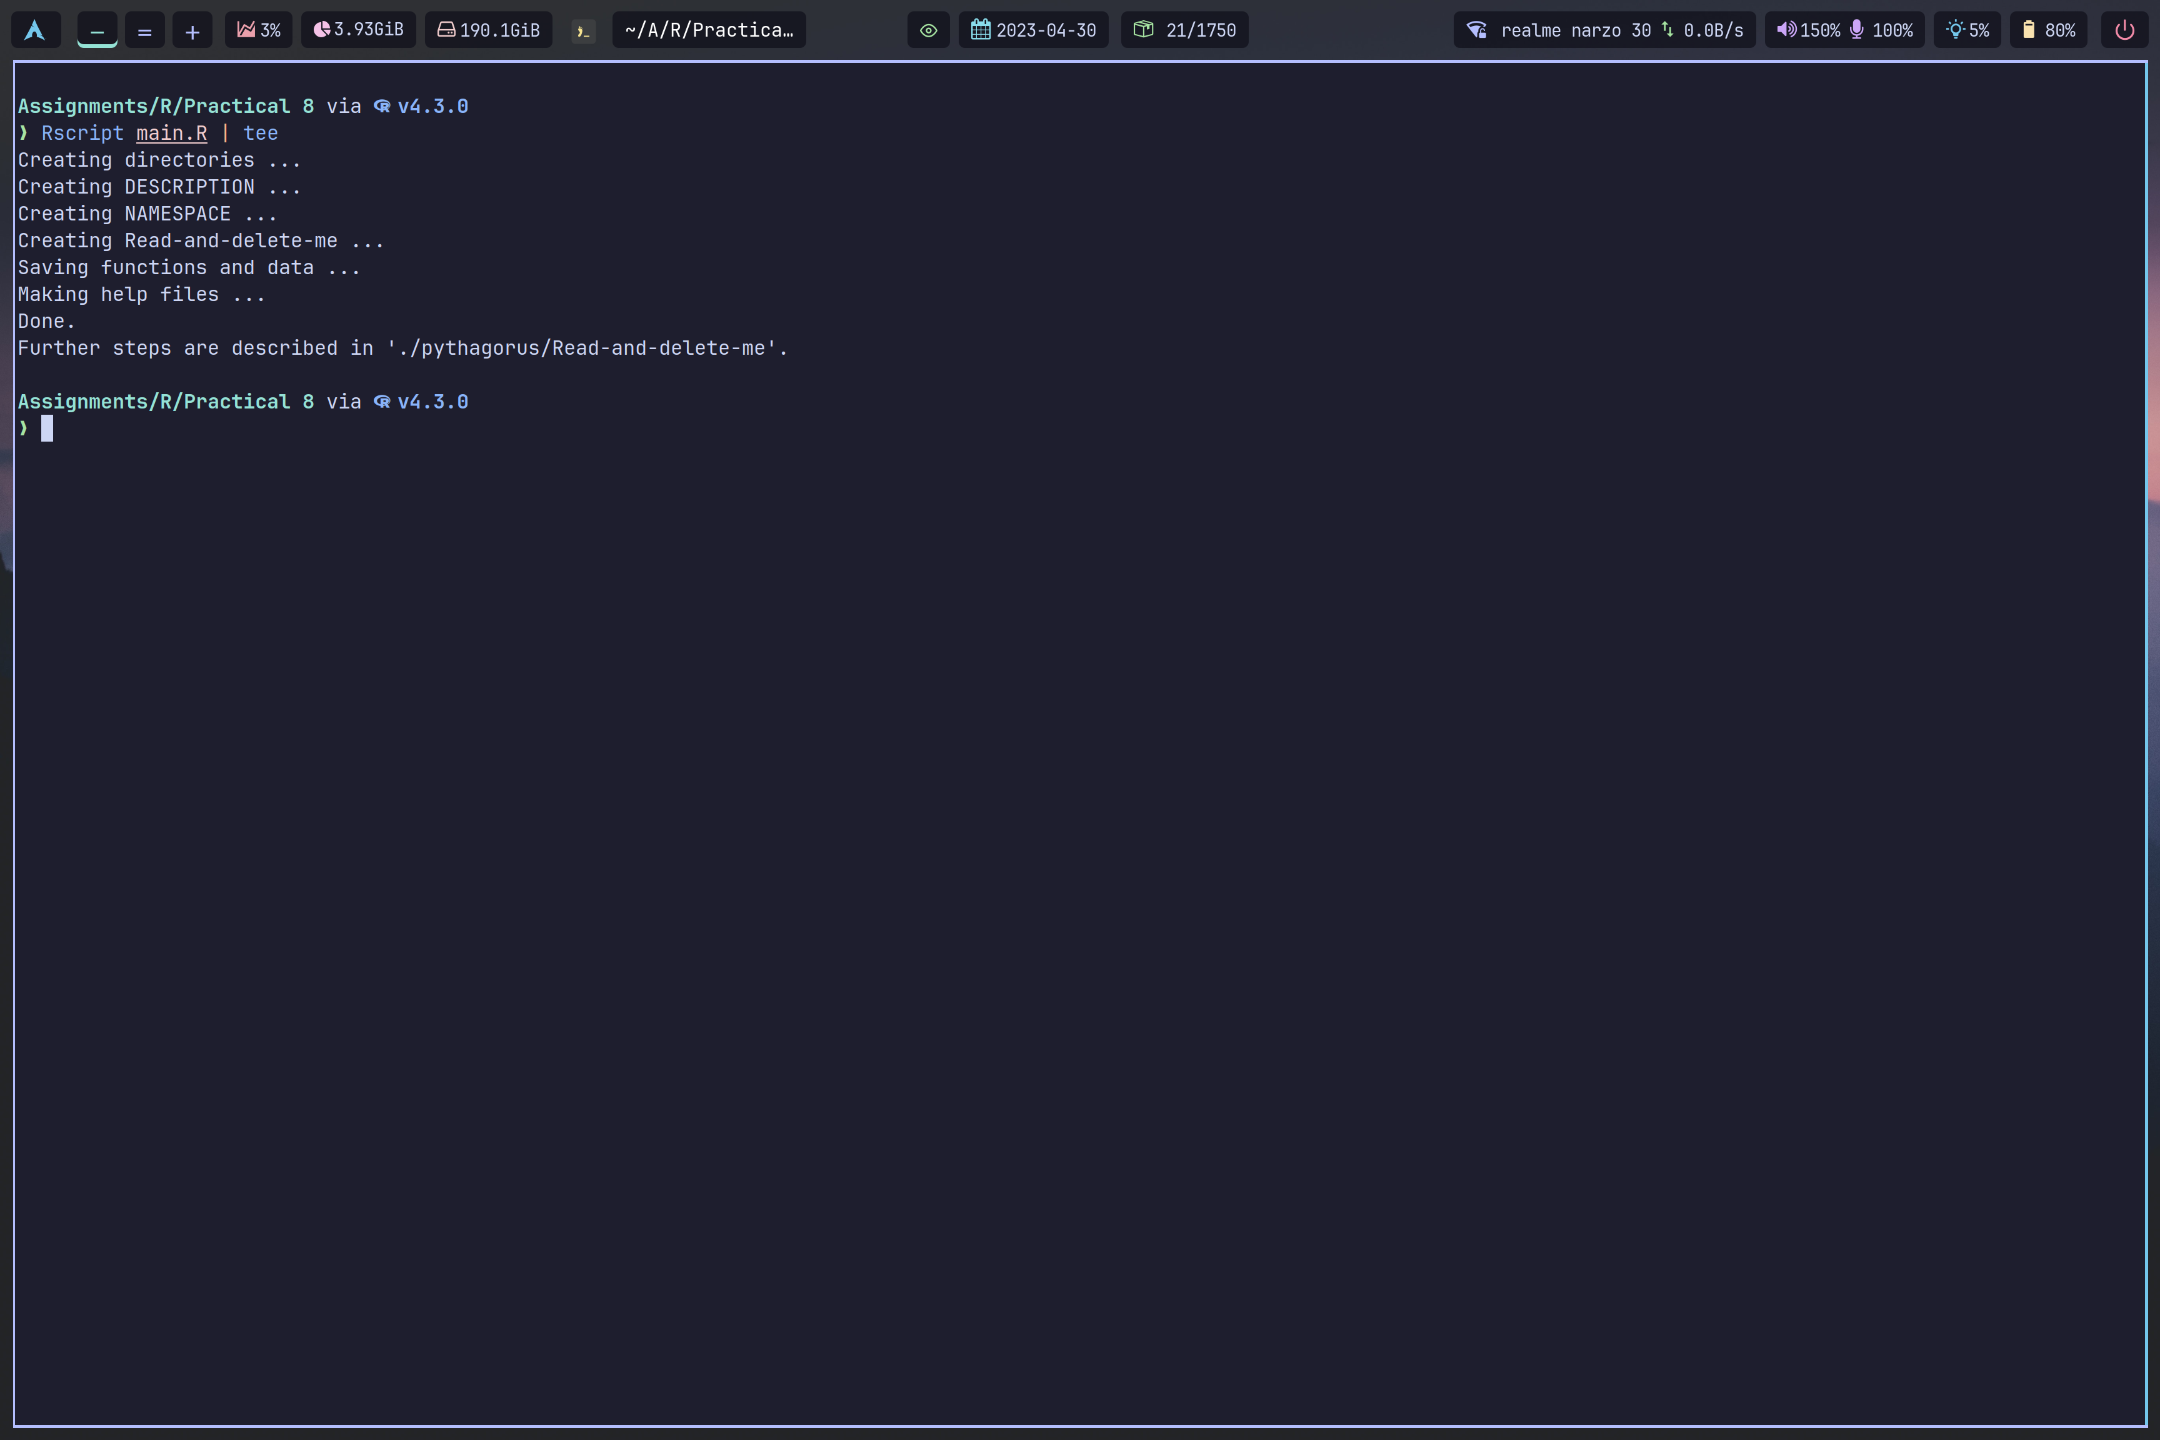 − = + 3% 3.93GiB 190.1GiB ~/A/R/Practica… 2023-04-30 21/1750 realme narzo 30 0.0B/s 150% 100% 5% 80%
Assignments/R/Practical 8 via R v4.3.0
❯ Rscript main.R | tee
Creating directories ...
Creating DESCRIPTION ...
Creating NAMESPACE ...
Creating Read-and-delete-me ...
Saving functions and data ...
Making help files ...
Done.
Further steps are described in './pythagorus/Read-and-delete-me'.
Assignments/R/Practical 8 via R v4.3.0
❯